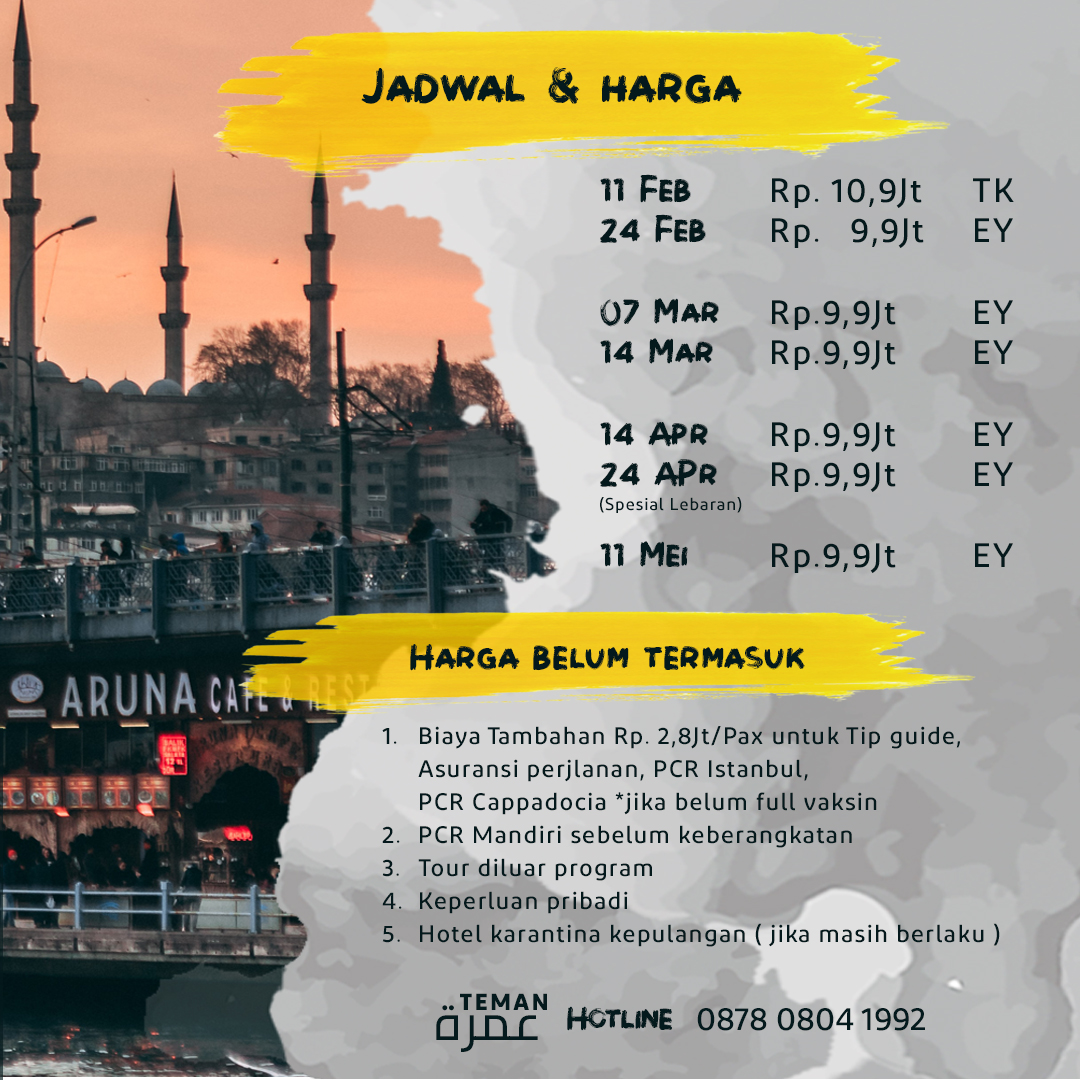 JADWAL & HARGA
11 FEB Rp. 10,9Jt TK
24 FEB Rp. 9,9Jt EY
07 MAR Rp.9,9Jt EY
14 MAR Rp.9,9Jt EY
14 APR Rp.9,9Jt EY
24 APR Rp.9,9Jt EY
(Spesial Lebaran)
11 MEI Rp.9,9Jt EY
HARGA BELUM TERMASUK
ARUNA CAFE & REST
1. Biaya Tambahan Rp. 2,8Jt/Pax untuk Tip guide,
Asuransi perjlanan, PCR Istanbul,
PCR Cappadocia *jika belum full vaksin
2. PCR Mandiri sebelum keberangkatan
3. Tour diluar program
4. Keperluan pribadi
5. Hotel karantina kepulangan ( jika masih berlaku )
TEMAN
عمرة
HOTLINE 0878 0804 1992